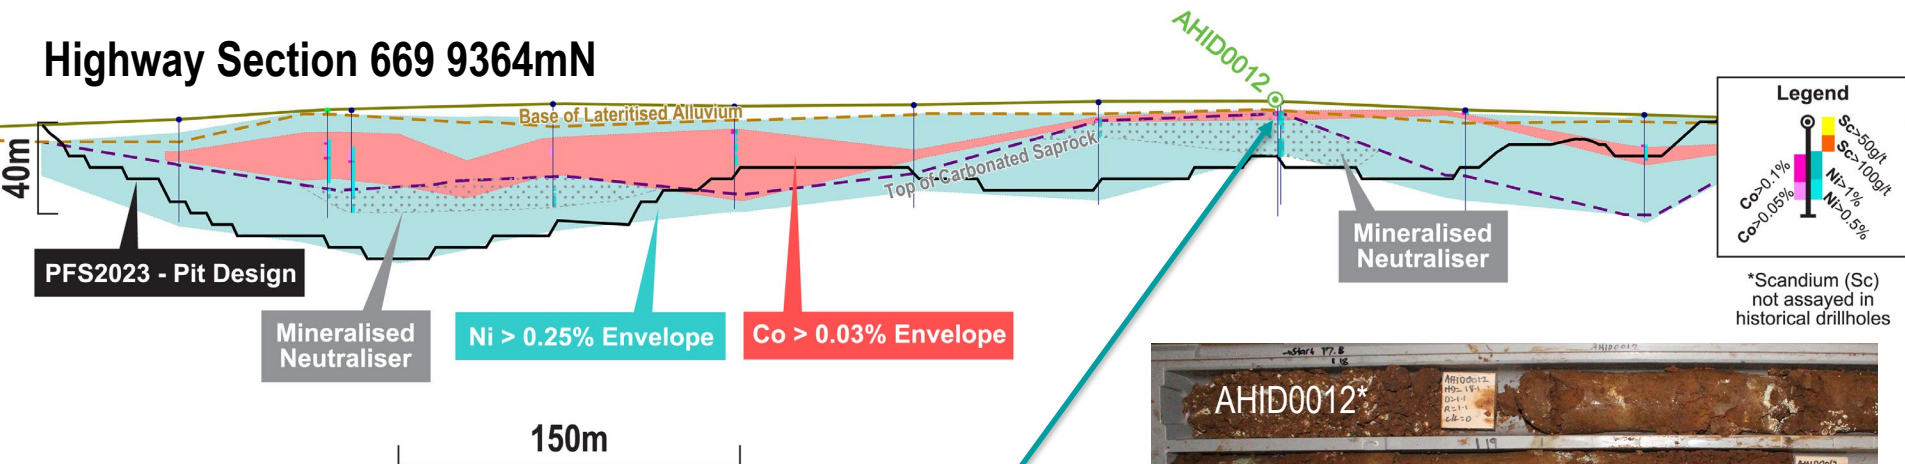 Highway Section 669 9364mN
AHID0012
Base of Lateritised Alluvium
Top of Carbonated Saprock
40m
PFS2023 - Pit Design
Mineralised
Neutraliser
Ni > 0.25% Envelope
Co > 0.03% Envelope
Mineralised
Neutraliser
Legend
Sc>50g/t
Sc>100g/t
Co>0.1%
Co>0.05%
Ni>1%
Ni>0.5%
*Scandium (Sc)
not assayed in
historical drillholes
150m
AHID0012*
AHID0012